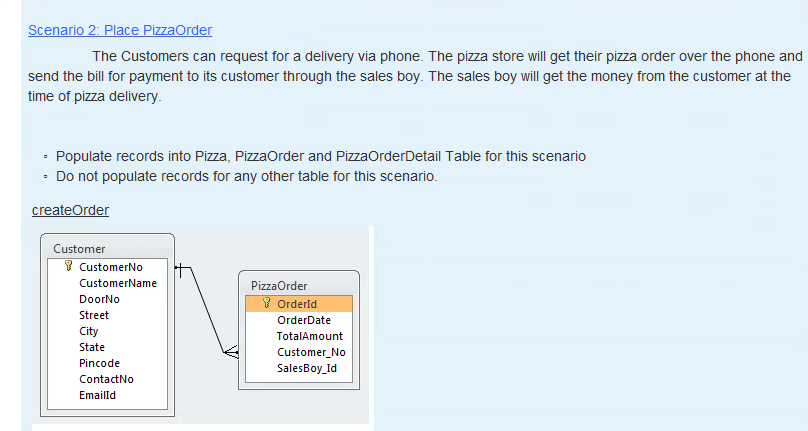 Scenario 2: Place PizzaOrder
The Customers can request for a delivery via phone. The pizza store will get their pizza order over the phone and
send the bill for payment to its customer through the sales boy. The sales boy will get the money from the customer at the
time of pizza delivery.
▫ Populate records into Pizza, PizzaOrder and PizzaOrderDetail Table for this scenario
▫ Do not populate records for any other table for this scenario.
createOrder
Customer
CustomerNo
CustomerName
DoorNo
Street
City
State
Pincode
ContactNo
EmailId
PizzaOrder
OrderId
OrderDate
TotalAmount
Customer_No
SalesBoy_Id